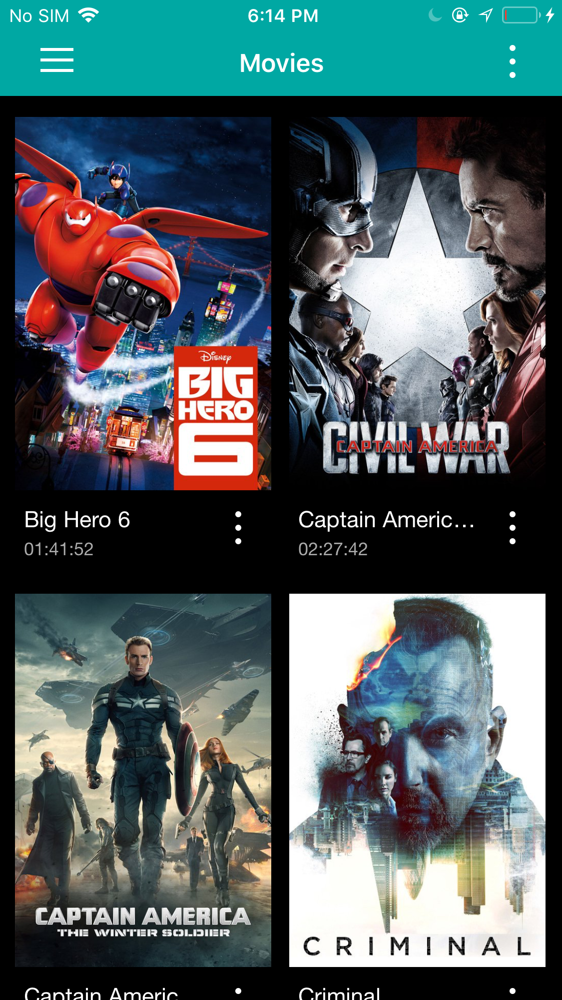 No SIM 6:14 PM
Movies
Disney
BIG
HERO
6
CIVIL WAR
CAPTAIN AMERICA
Big Hero 6
01:41:52
Captain Americ...
02:27:42
CAPTAIN AMERICA
THE WINTER SOLDIER
CRIMINAL
Captain Americ
Criminal